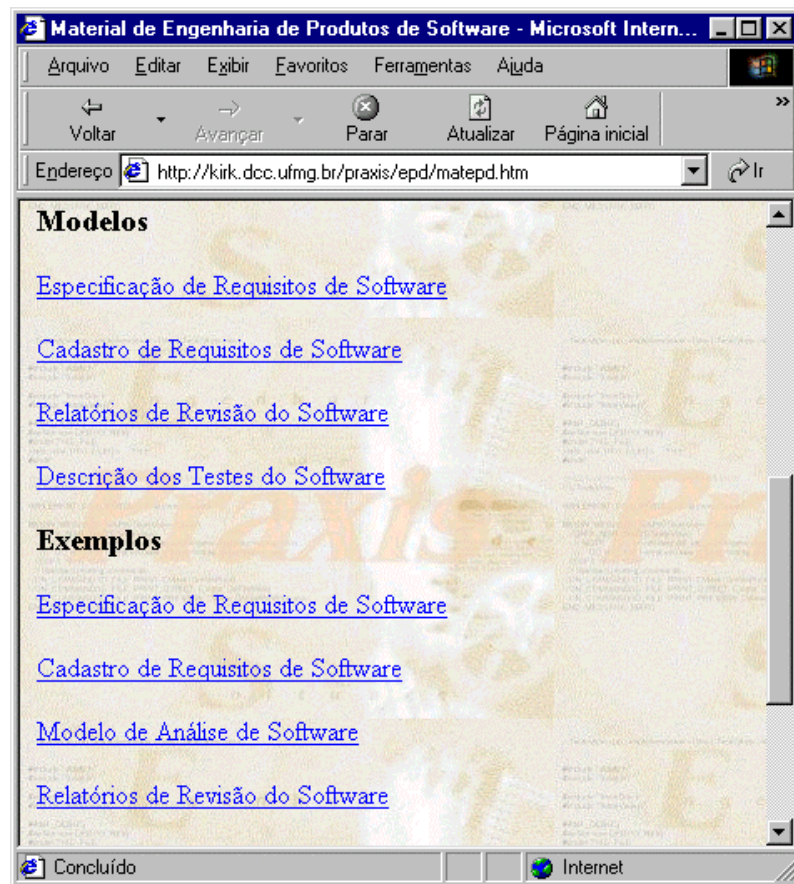 Material de Engenharia de Produtos de Software - Microsoft Intern...
Arquivo Editar Exibir Favoritos Ferramentas Ajuda
Voltar Avançar Parar Atualizar Página inicial »
Endereço http://kirk.dcc.ufmg.br/praxis/epd/matepd.htm Ir
Modelos
Especificação de Requisitos de Software
Cadastro de Requisitos de Software
Relatórios de Revisão do Software
Descrição dos Testes do Software
Praxis Pra
Exemplos
Especificação de Requisitos de Software
Cadastro de Requisitos de Software
Modelo de Análise de Software
Relatórios de Revisão do Software
Concluído Internet